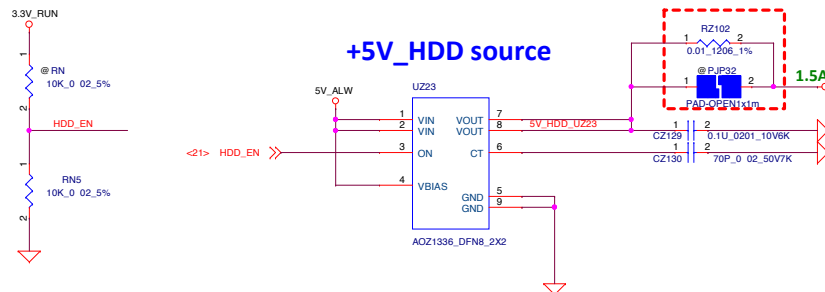 3.3V_RUN
1
@ RN
10K_0 02_5%
2
HDD_EN
1
RN5
10K_0 02_5%
2
+5V_HDD source
5V_ALW
UZ23
1 VIN
2 VIN
<21> HDD_EN 3 ON
4 VBIAS
VOUT 7
VOUT 8 5V_HDD_UZ23
CT 6
GND 5
GND 9
AOZ1336_DFN8_2X2
RZ102
1 2
0.01_1206_1%
@ PJP32
1 2 1.5A
PAD-OPEN1x1m
1 2
CZ129 0.1U_0201_10V6K
1 2
CZ130 70P_0 02_50V7K